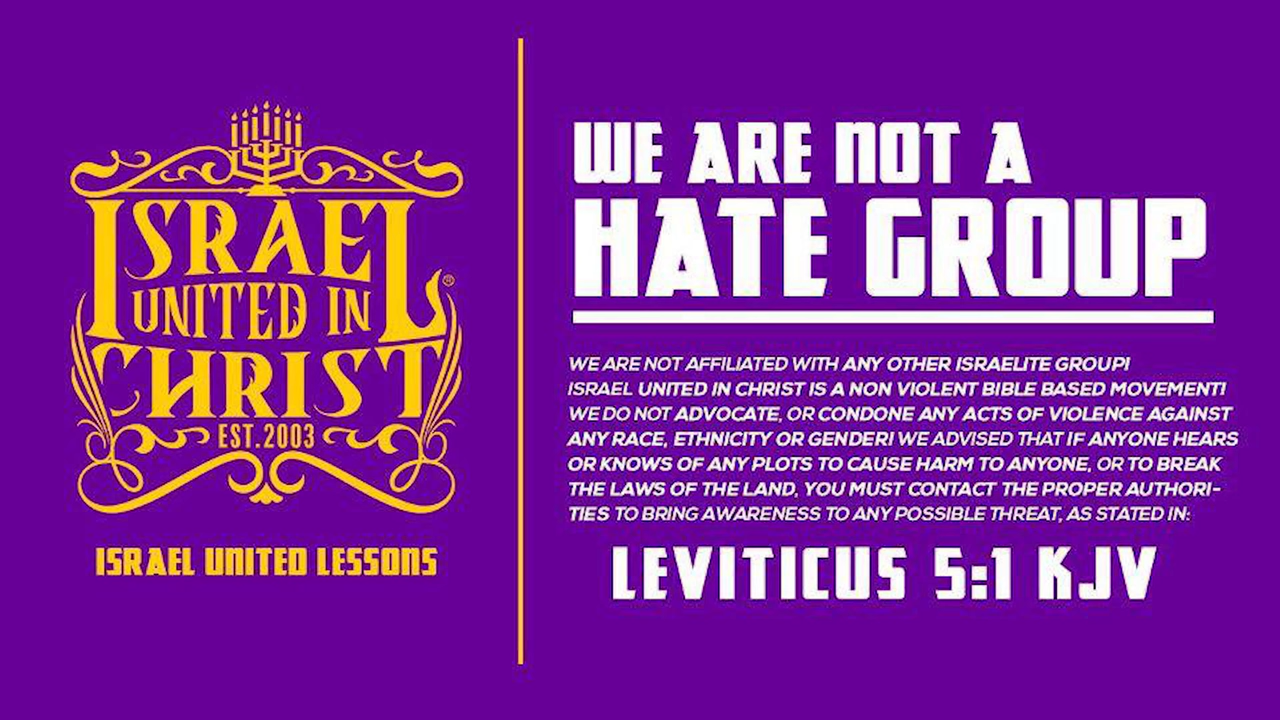 ISRAEL
UNITED IN
CHRIST
®
EST.2003
ISRAEL UNITED LESSONS
WE ARE NOT A
HATE GROUP
WE ARE NOT AFFILIATED WITH ANY OTHER ISRAELITE GROUP!
ISRAEL UNITED IN CHRIST IS A NON VIOLENT BIBLE BASED MOVEMENT!
WE DO NOT ADVOCATE, OR CONDONE ANY ACTS OF VIOLENCE AGAINST
ANY RACE, ETHNICITY OR GENDER! WE ADVISED THAT IF ANYONE HEARS
OR KNOWS OF ANY PLOTS TO CAUSE HARM TO ANYONE, OR TO BREAK
THE LAWS OF THE LAND, YOU MUST CONTACT THE PROPER AUTHORI-
TIES TO BRING AWARENESS TO ANY POSSIBLE THREAT, AS STATED IN:
LEVITICUS 5:1 KJV